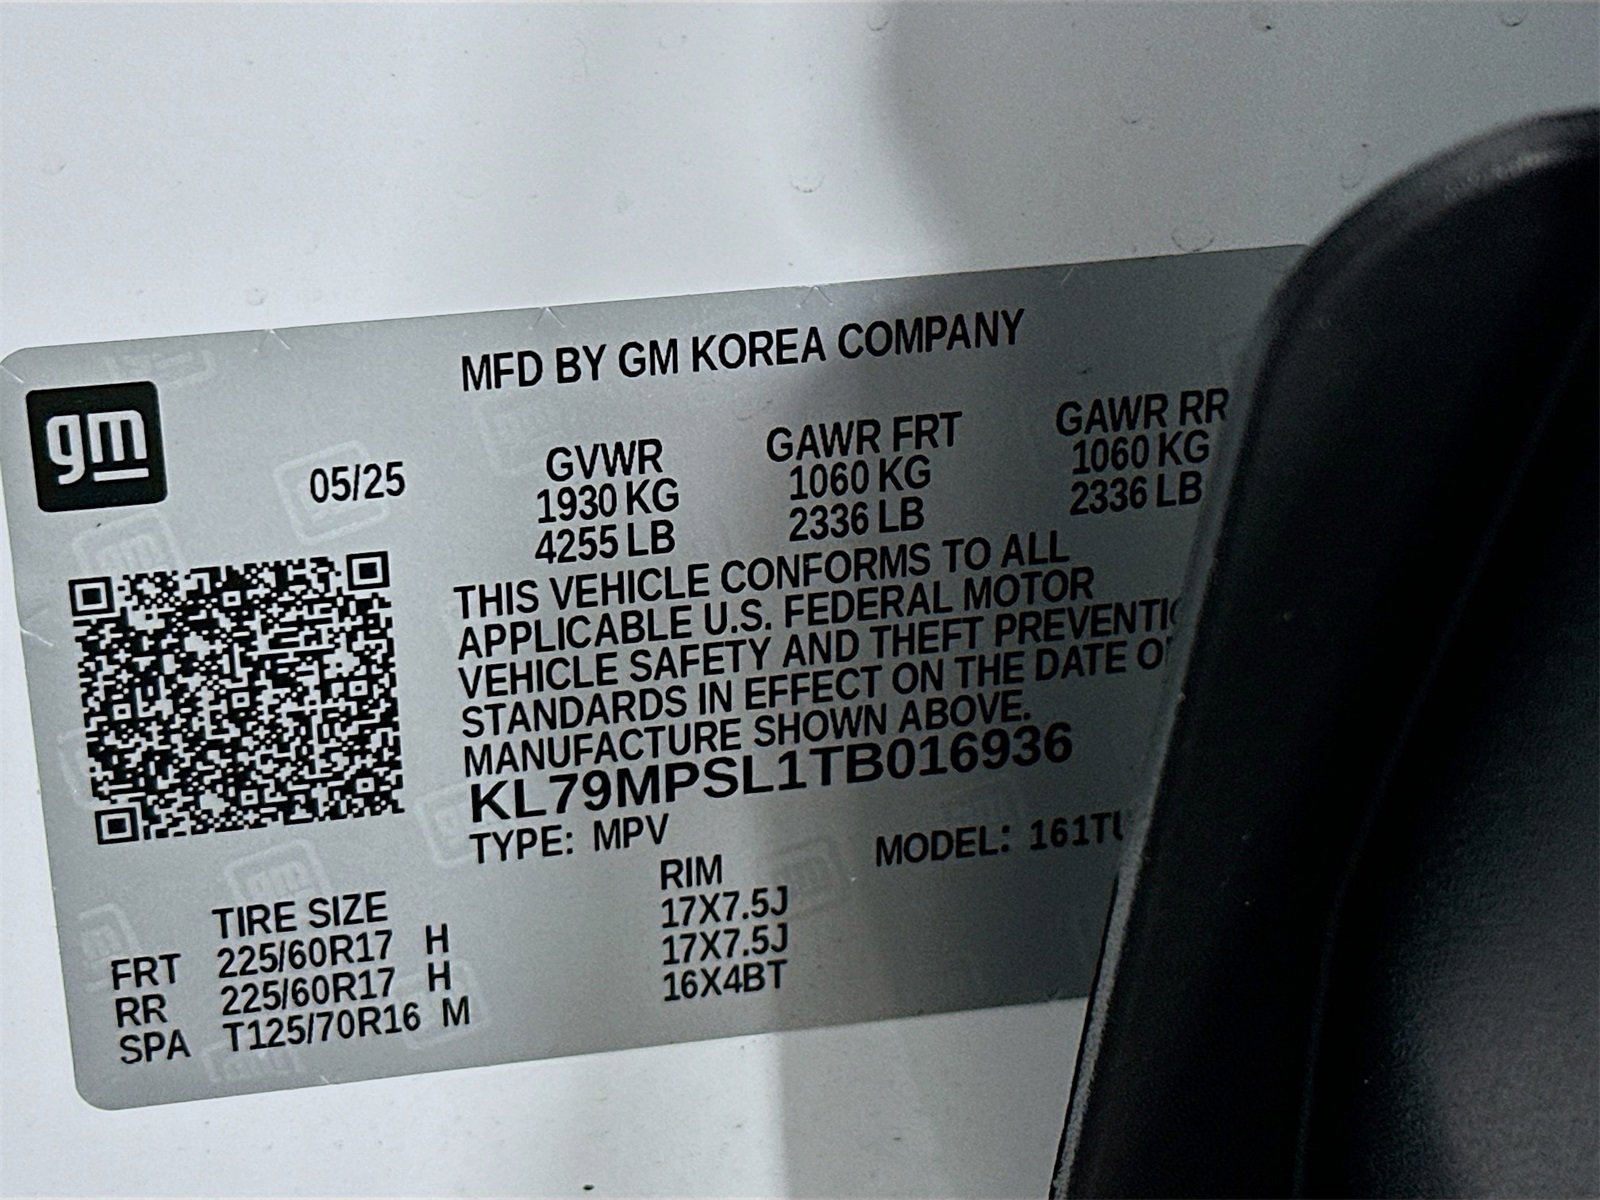 MFD BY GM KOREA COMPANY
gm
05/25
GVWR GAWR FRT GAWR RR
1930 KG 1060 KG 1060 KG
4255 LB 2336 LB 2336 LB
THIS VEHICLE CONFORMS TO ALL
APPLICABLE U.S. FEDERAL MOTOR
VEHICLE SAFETY AND THEFT
STANDARDS IN EFFECT ON THE DATE
MANUFACTURE SHOWN ABOVE.
KL79MPSL1TB016936
TYPE: MPV MODEL:
TIRE SIZE RIM
FRT 225/60R17 H 17X7.5J
RR 225/60R17 H 17X7.5J
SPA T125/70R16 M 16X4BT